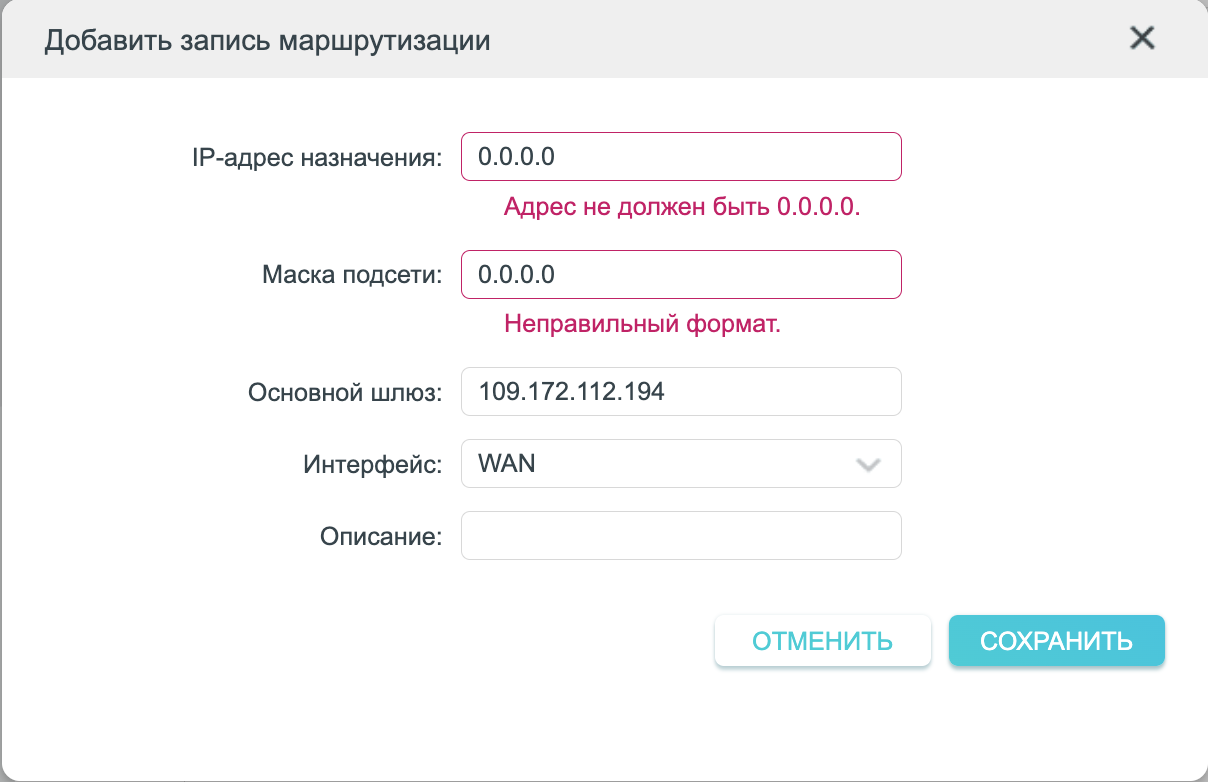 Добавить запись маршрутизации
IP-адрес назначения: 0.0.0.0
Адрес не должен быть 0.0.0.0.
Маска подсети: 0.0.0.0
Неправильный формат.
Основной шлюз: 109.172.112.194
Интерфейс: WAN
Описание:
ОТМЕНИТЬ СОХРАНИТЬ